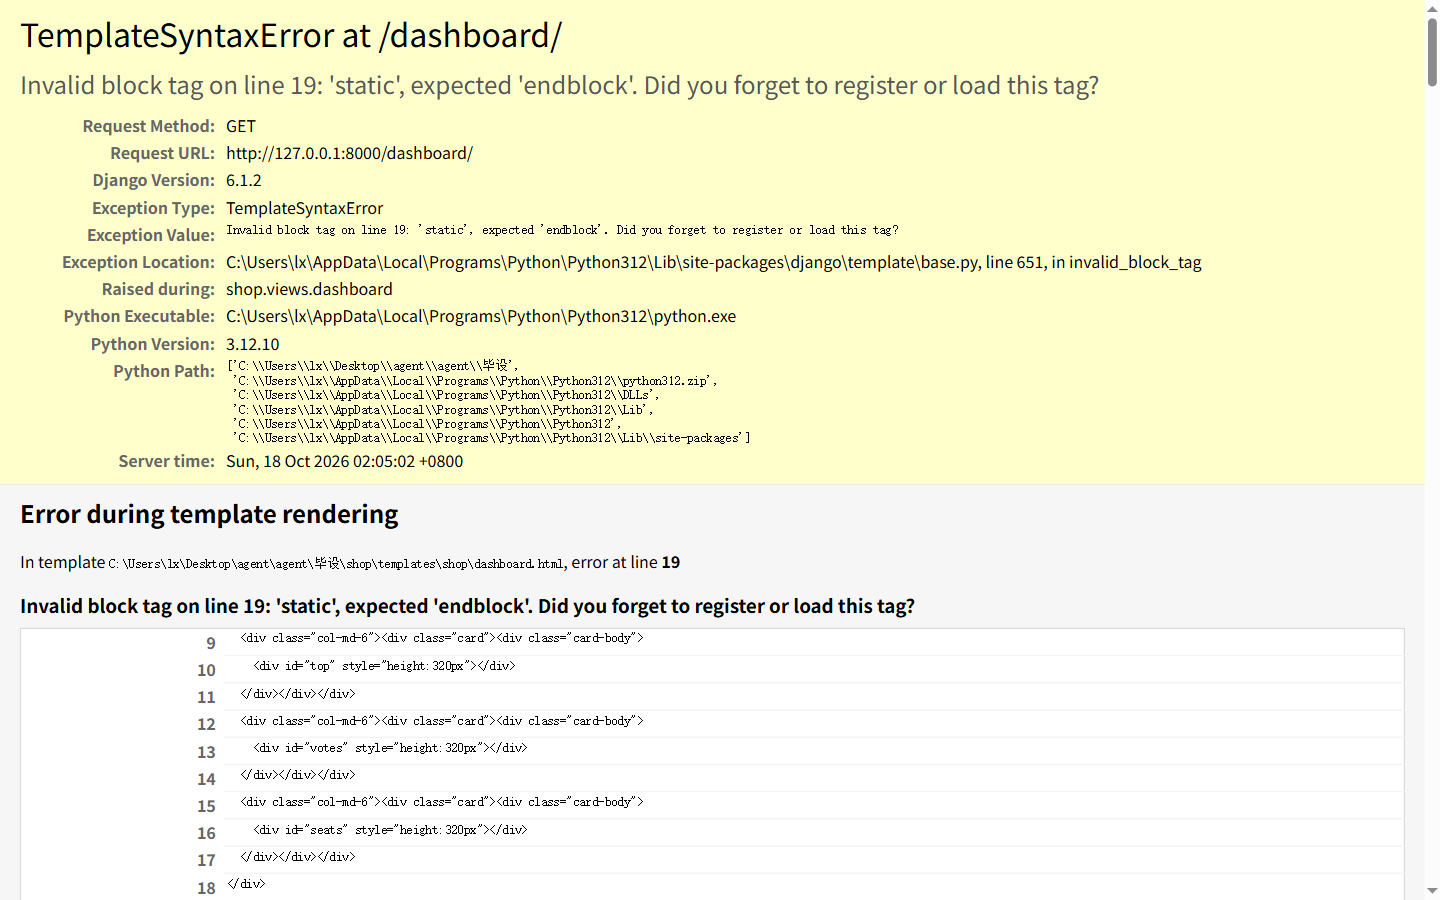 TemplateSyntaxError at /dashboard/
Invalid block tag on line 19: 'static', expected 'endblock'. Did you forget to register or load this tag?
Request Method: GET
Request URL: http://127.0.0.1:8000/dashboard/
Django Version: 6.1.2
Exception Type: TemplateSyntaxError
Exception Value: Invalid block tag on line 19: 'static', expected 'endblock'. Did you forget to register or load this tag?
Exception Location: C:\Users\lx\AppData\Local\Programs\Python\Python312\Lib\site-packages\django\template\base.py, line 651, in invalid_block_tag
Raised during: shop.views.dashboard
Python Executable: C:\Users\lx\AppData\Local\Programs\Python\Python312\python.exe
Python Version: 3.12.10
Python Path: ['C:\\Users\\lx\\Desktop\\agent\\agent\\毕设',
'C:\\Users\\lx\\AppData\\Local\\Programs\\Python\\Python312\\python312.zip',
'C:\\Users\\lx\\AppData\\Local\\Programs\\Python\\Python312\\DLLs',
'C:\\Users\\lx\\AppData\\Local\\Programs\\Python\\Python312\\Lib',
'C:\\Users\\lx\\AppData\\Local\\Programs\\Python\\Python312',
'C:\\Users\\lx\\AppData\\Local\\Programs\\Python\\Python312\\Lib\\site-packages']
Server time: Sun, 18 Oct 2026 02:05:02 +0800
Error during template rendering
In template C:\Users\lx\Desktop\agent\agent\毕设\shop\templates\shop\dashboard.html, error at line 19
Invalid block tag on line 19: 'static', expected 'endblock'. Did you forget to register or load this tag?
9 <div class="col-md-6"><div class="card"><div class="card-body">
10 <div id="top" style="height:320px"></div>
11 </div></div></div>
12 <div class="col-md-6"><div class="card"><div class="card-body">
13 <div id="votes" style="height:320px"></div>
14 </div></div></div>
15 <div class="col-md-6"><div class="card"><div class="card-body">
16 <div id="seats" style="height:320px"></div>
17 </div></div></div>
18 </div>